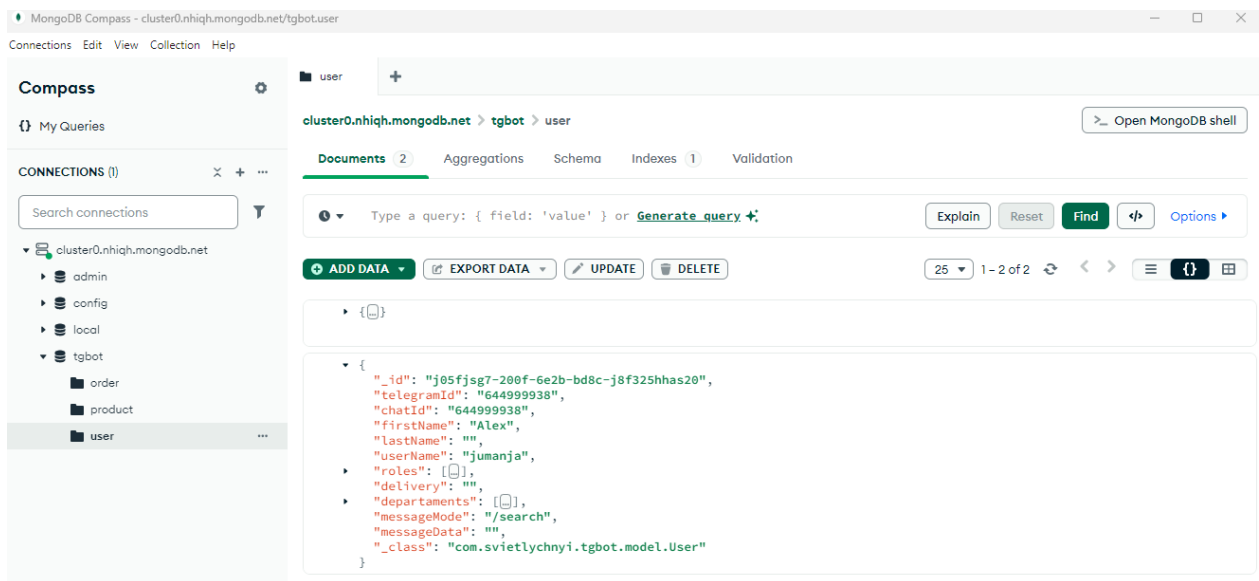 MongoDB Compass - cluster0.nhiqh.mongodb.net/tgbot.user
Connections Edit View Collection Help
Compass
{} My Queries
CONNECTIONS (1)
Search connections
cluster0.nhiqh.mongodb.net
admin
config
local
tgbot
order
product
user
user
cluster0.nhiqh.mongodb.net > tgbot > user
>_ Open MongoDB shell
Documents 2 Aggregations Schema Indexes 1 Validation
Type a query: { field: 'value' } or Generate query
Explain Reset Find </> Options
ADD DATA EXPORT DATA UPDATE DELETE
25 1 – 2 of 2 {}
{...}
{
"_id": "j05fjsg7-200f-6e2b-bd8c-j8f325hhas20",
"telegramId": "644999938",
"chatId": "644999938",
"firstName": "Alex",
"lastName": "",
"userName": "jumanja",
"roles": [...],
"delivery": "",
"departaments": [...],
"messageMode": "/search",
"messageData": "",
"_class": "com.svietlychnyi.tgbot.model.User"
}